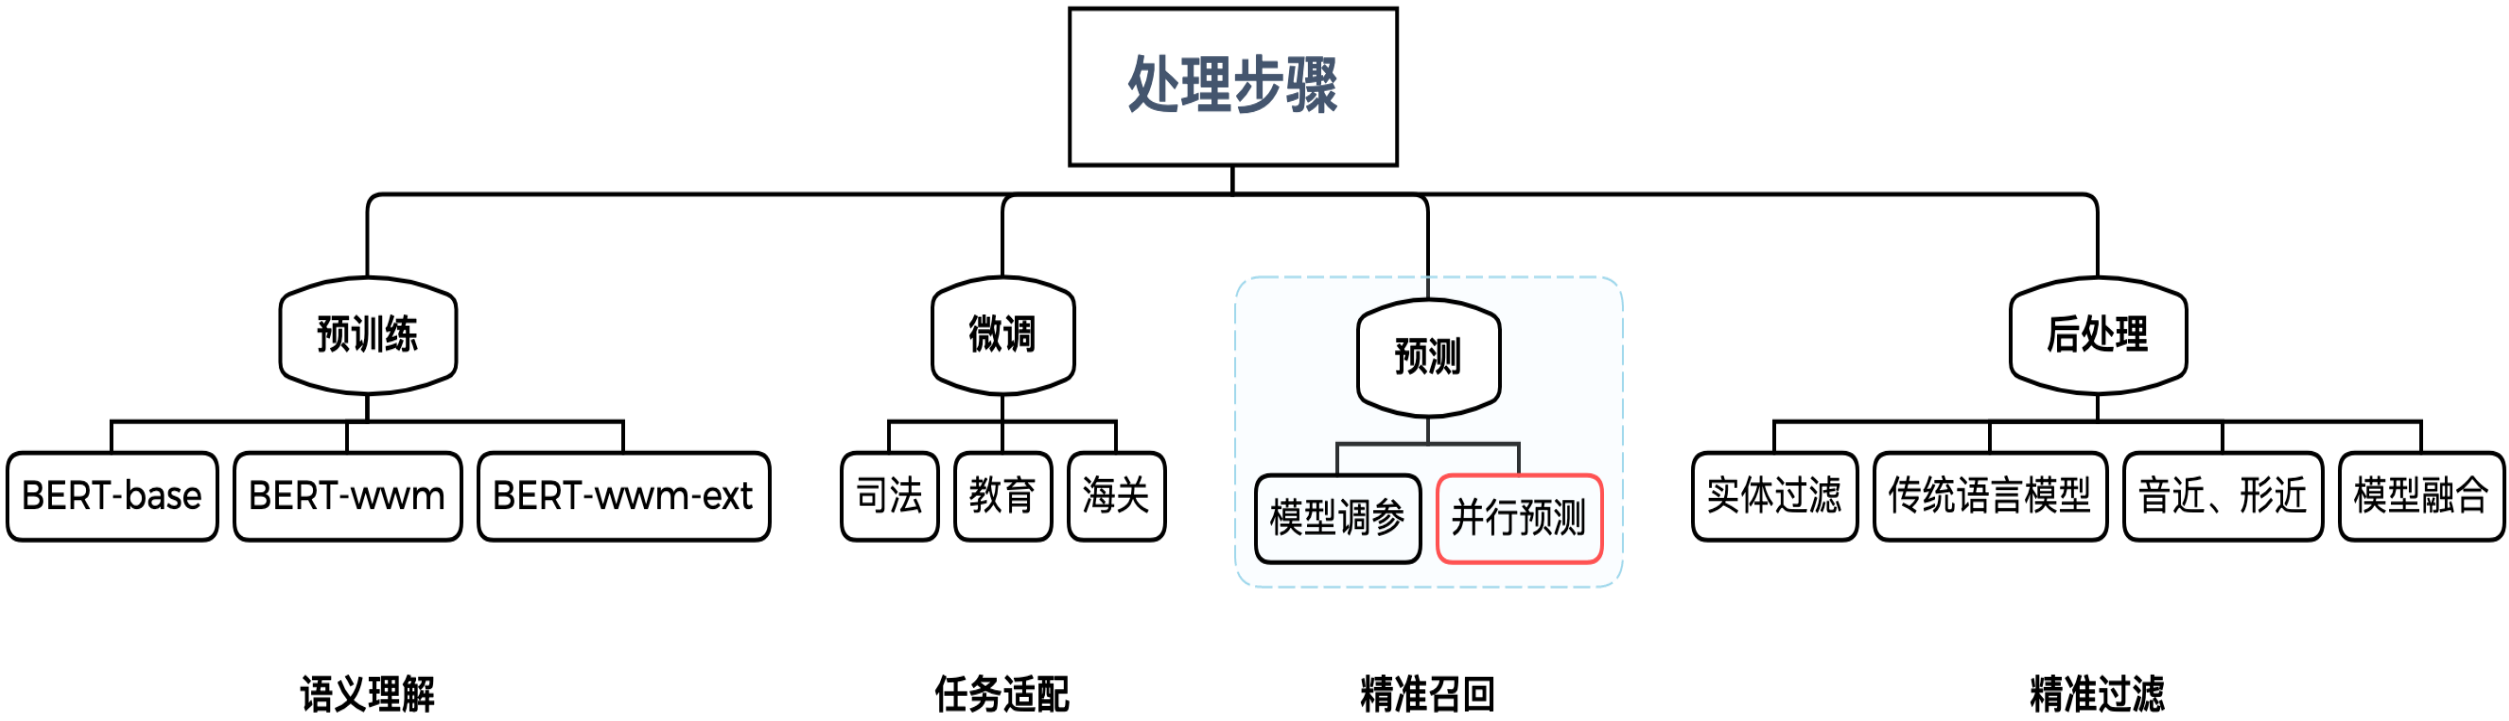 处理步骤
预训练
微调
预测
后处理
BERT-base
BERT-wwm
BERT-wwm-ext
司法
教育
海关
模型调参
并行预测
实体过滤
传统语言模型
音近、形近
模型融合
语义理解
任务适配
精准召回
精准过滤